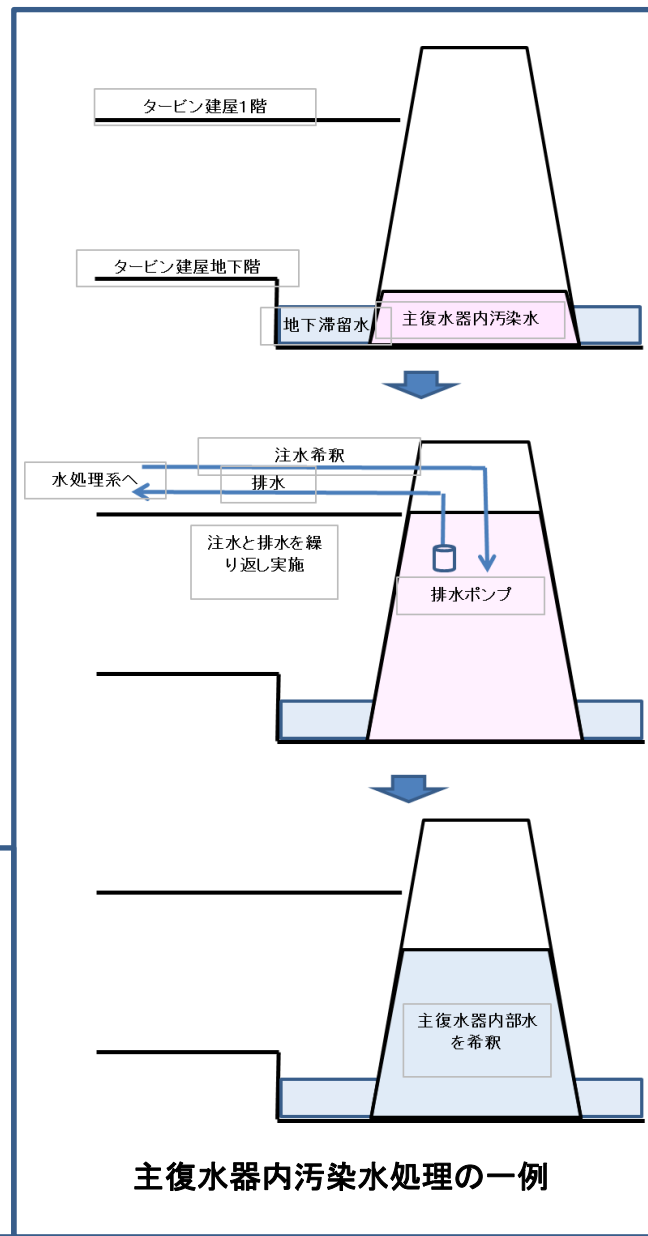 タービン建屋1階
タービン建屋地下階
地下滞留水
主復水器内汚染水
注水希釈
水処理系へ
排水
注水と排水を繰
り返し実施
排水ポンプ
主復水器内部水
を希釈
主復水器内汚染水処理の一例